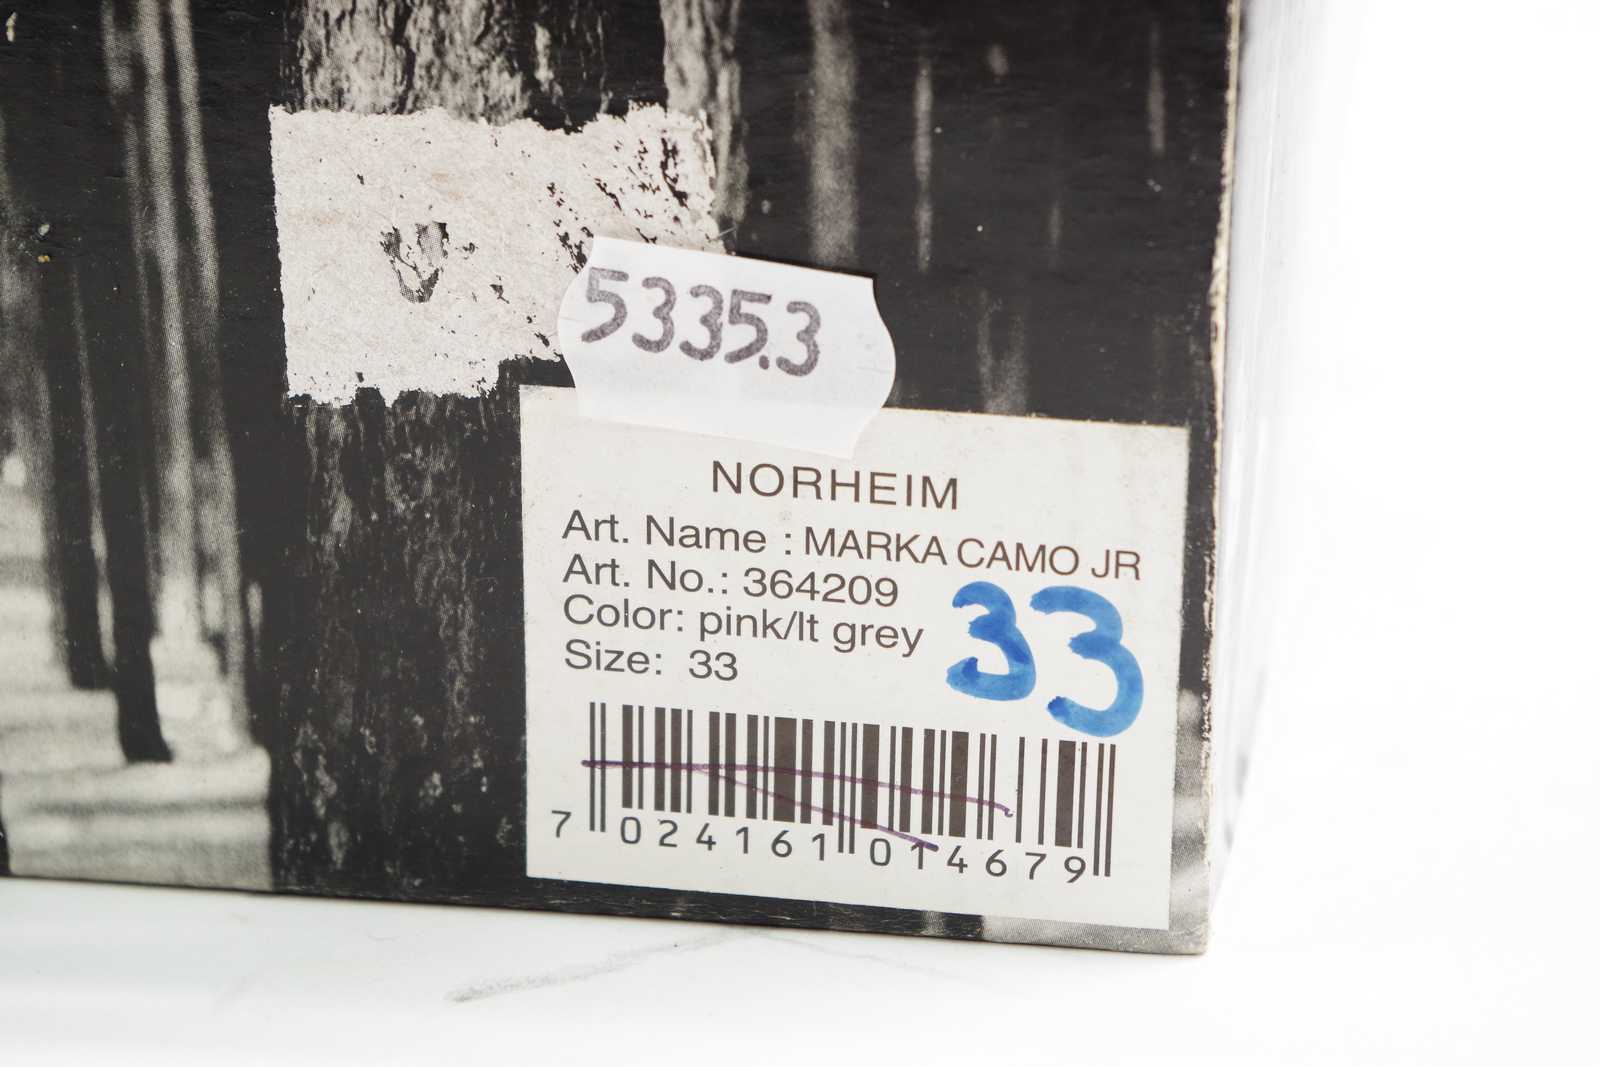 5335.3
NORHEIM
Art. Name : MARKA CAMO JR
Art. No.: 364209
Color: pink/lt grey
Size: 33
33
7 024161 014679